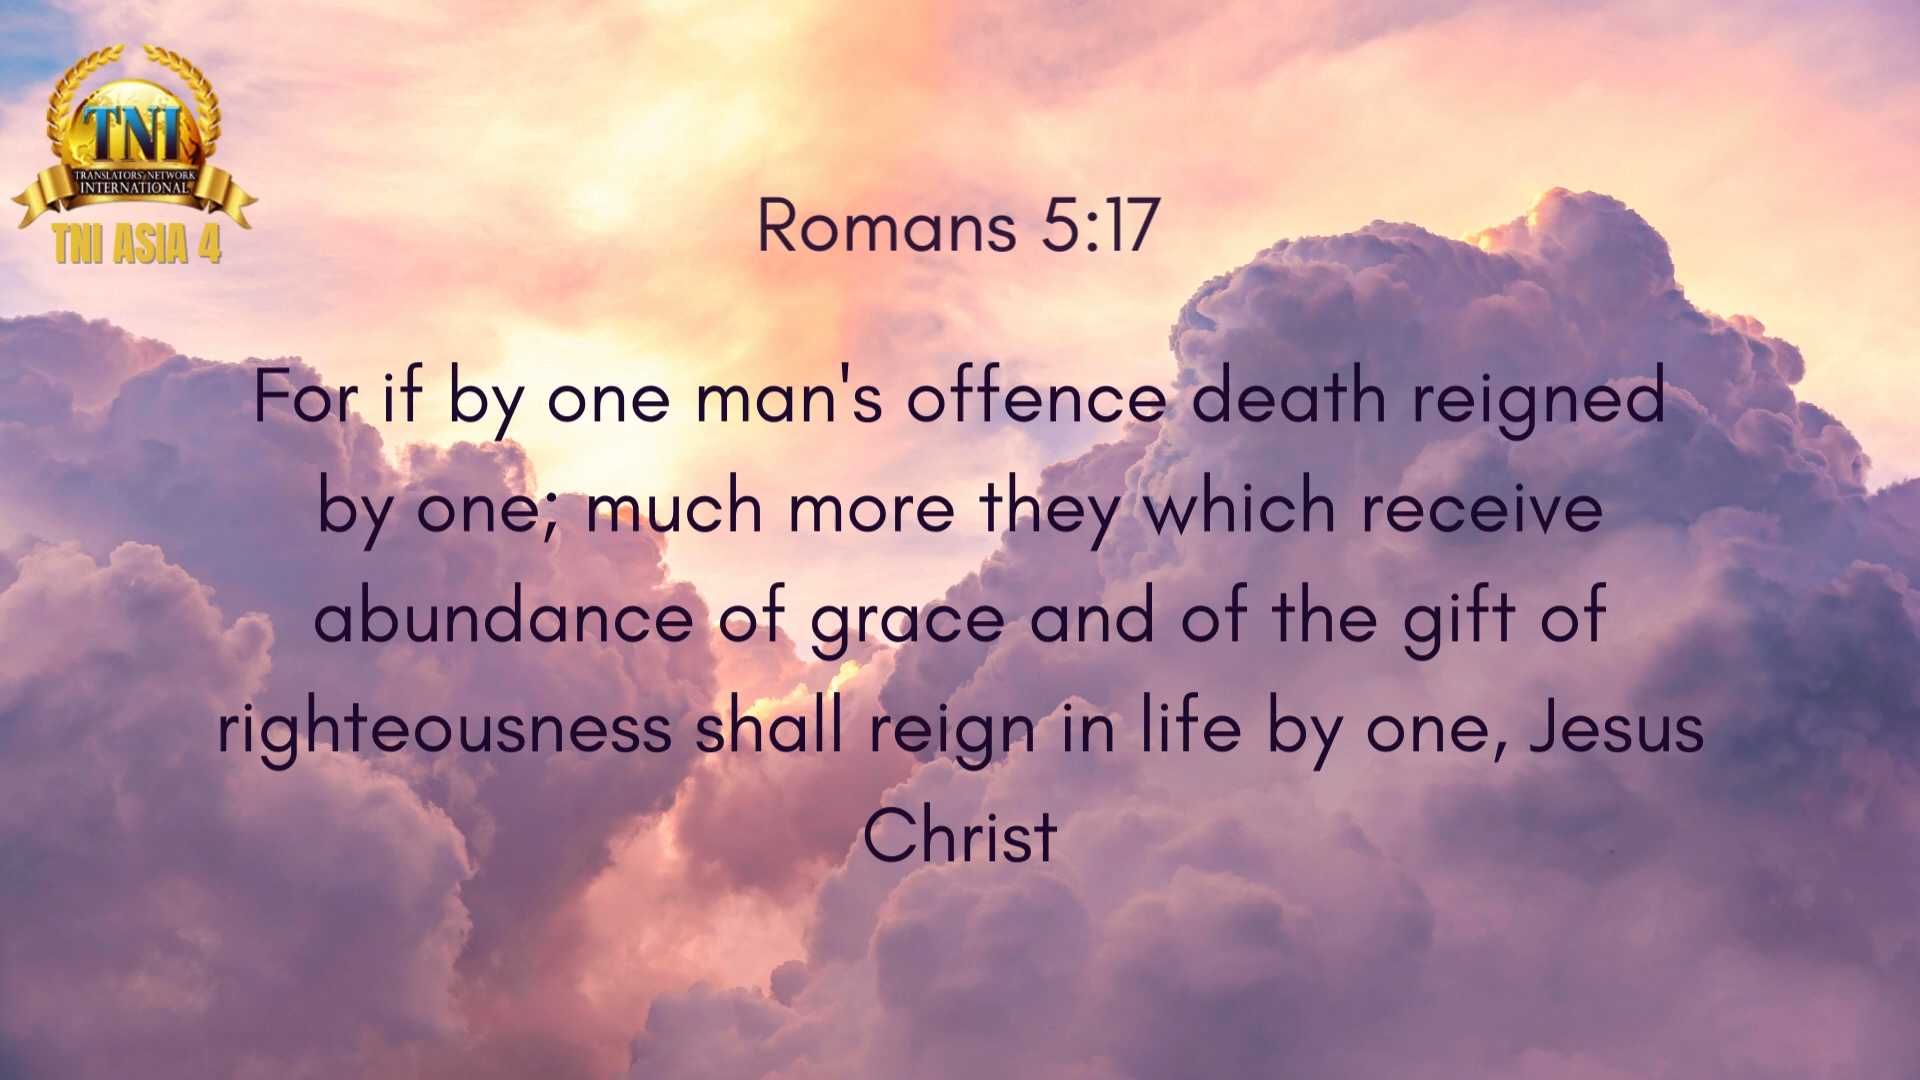 TNI
TRANSLATORS' NETWORK
INTERNATIONAL
TNI ASIA 4
Romans 5:17
For if by one man's offence death reigned
by one; much more they which receive
abundance of grace and of the gift of
righteousness shall reign in life by one, Jesus
Christ